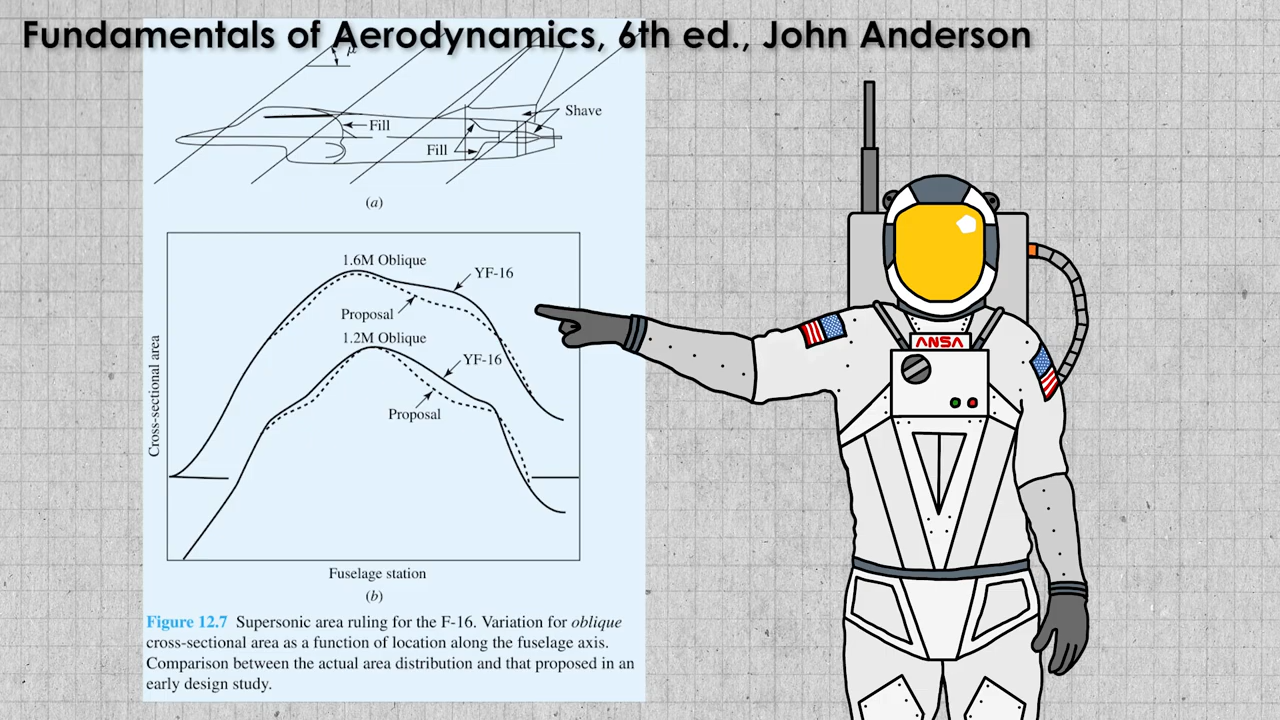 Fundamentals of Aerodynamics, 6th ed., John Anderson
μ
Shave
Fill
Fill
(a)
1.6M Oblique
YF-16
Proposal
1.2M Oblique
YF-16
Proposal
Cross-sectional area
Fuselage station
(b)
Figure 12.7 Supersonic area ruling for the F-16. Variation for oblique
cross-sectional area as a function of location along the fuselage axis.
Comparison between the actual area distribution and that proposed in an
early design study.
ANSA